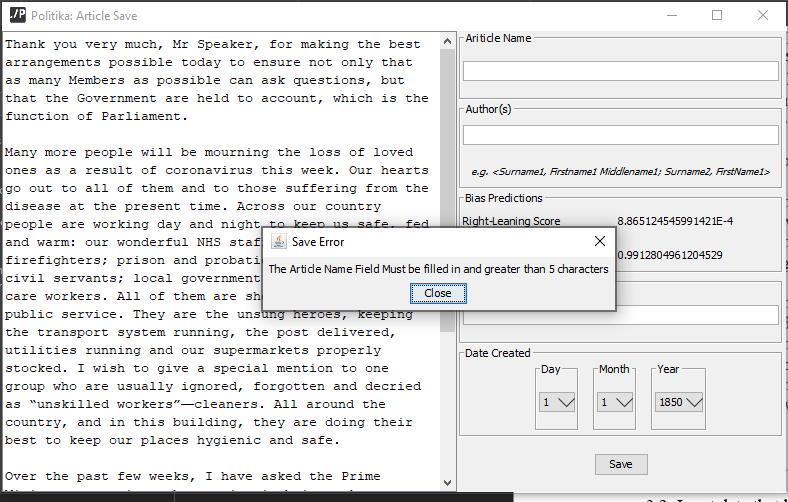 ./P Politika: Article Save
Thank you very much, Mr Speaker, for making the best
arrangements possible today to ensure not only that
as many Members as possible can ask questions, but
that the Government are held to account, which is the
function of Parliament.
Many more people will be mourning the loss of loved
ones as a result of coronavirus this week. Our hearts
go out to all of them and to those suffering from the
disease at the present time. Across our country
people are working day and night to keep us safe, fed
and warm: our wonderful NHS staf
firefighters; prison and probati
civil servants; local government
care workers. All of them are sh
public service. They are the unsung heroes, keeping
the transport system running, the post delivered,
utilities running and our supermarkets properly
stocked. I wish to give a special mention to one
group who are usually ignored, forgotten and decried
as “unskilled workers”——cleaners. All around the
country, and in this building, they are doing their
best to keep our places hygienic and safe.
Over the past few weeks, I have asked the Prime
Ariticle Name
Author(s)
e.g. <Surname1, Firstname1 Middlename1; Surname2, FirstName1>
Bias Predictions
Right-Leaning Score 8.865124545991421E-4
0.9912804961204529
Save Error
The Article Name Field Must be filled in and greater than 5 characters
Close
Date Created
Day Month Year
1 1 1850
Save